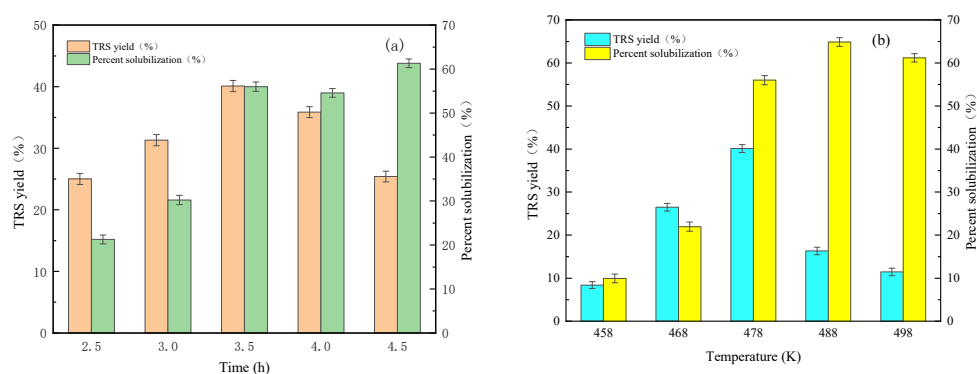 (a)
TRS yield (%)
Percent solubilization (%)
50
40
30
20
10
0
TRS yield (%)
70
60
50
40
30
20
10
0
Percent solubilization (%)
2.5 3.0 3.5 4.0 4.5
Time (h)
(b)
TRS yield (%)
Percent solubilization (%)
70
60
50
40
30
20
10
0
TRS yield (%)
70
60
50
40
30
20
10
0
Percent solubilization (%)
458 468 478 488 498
Temperature (K)